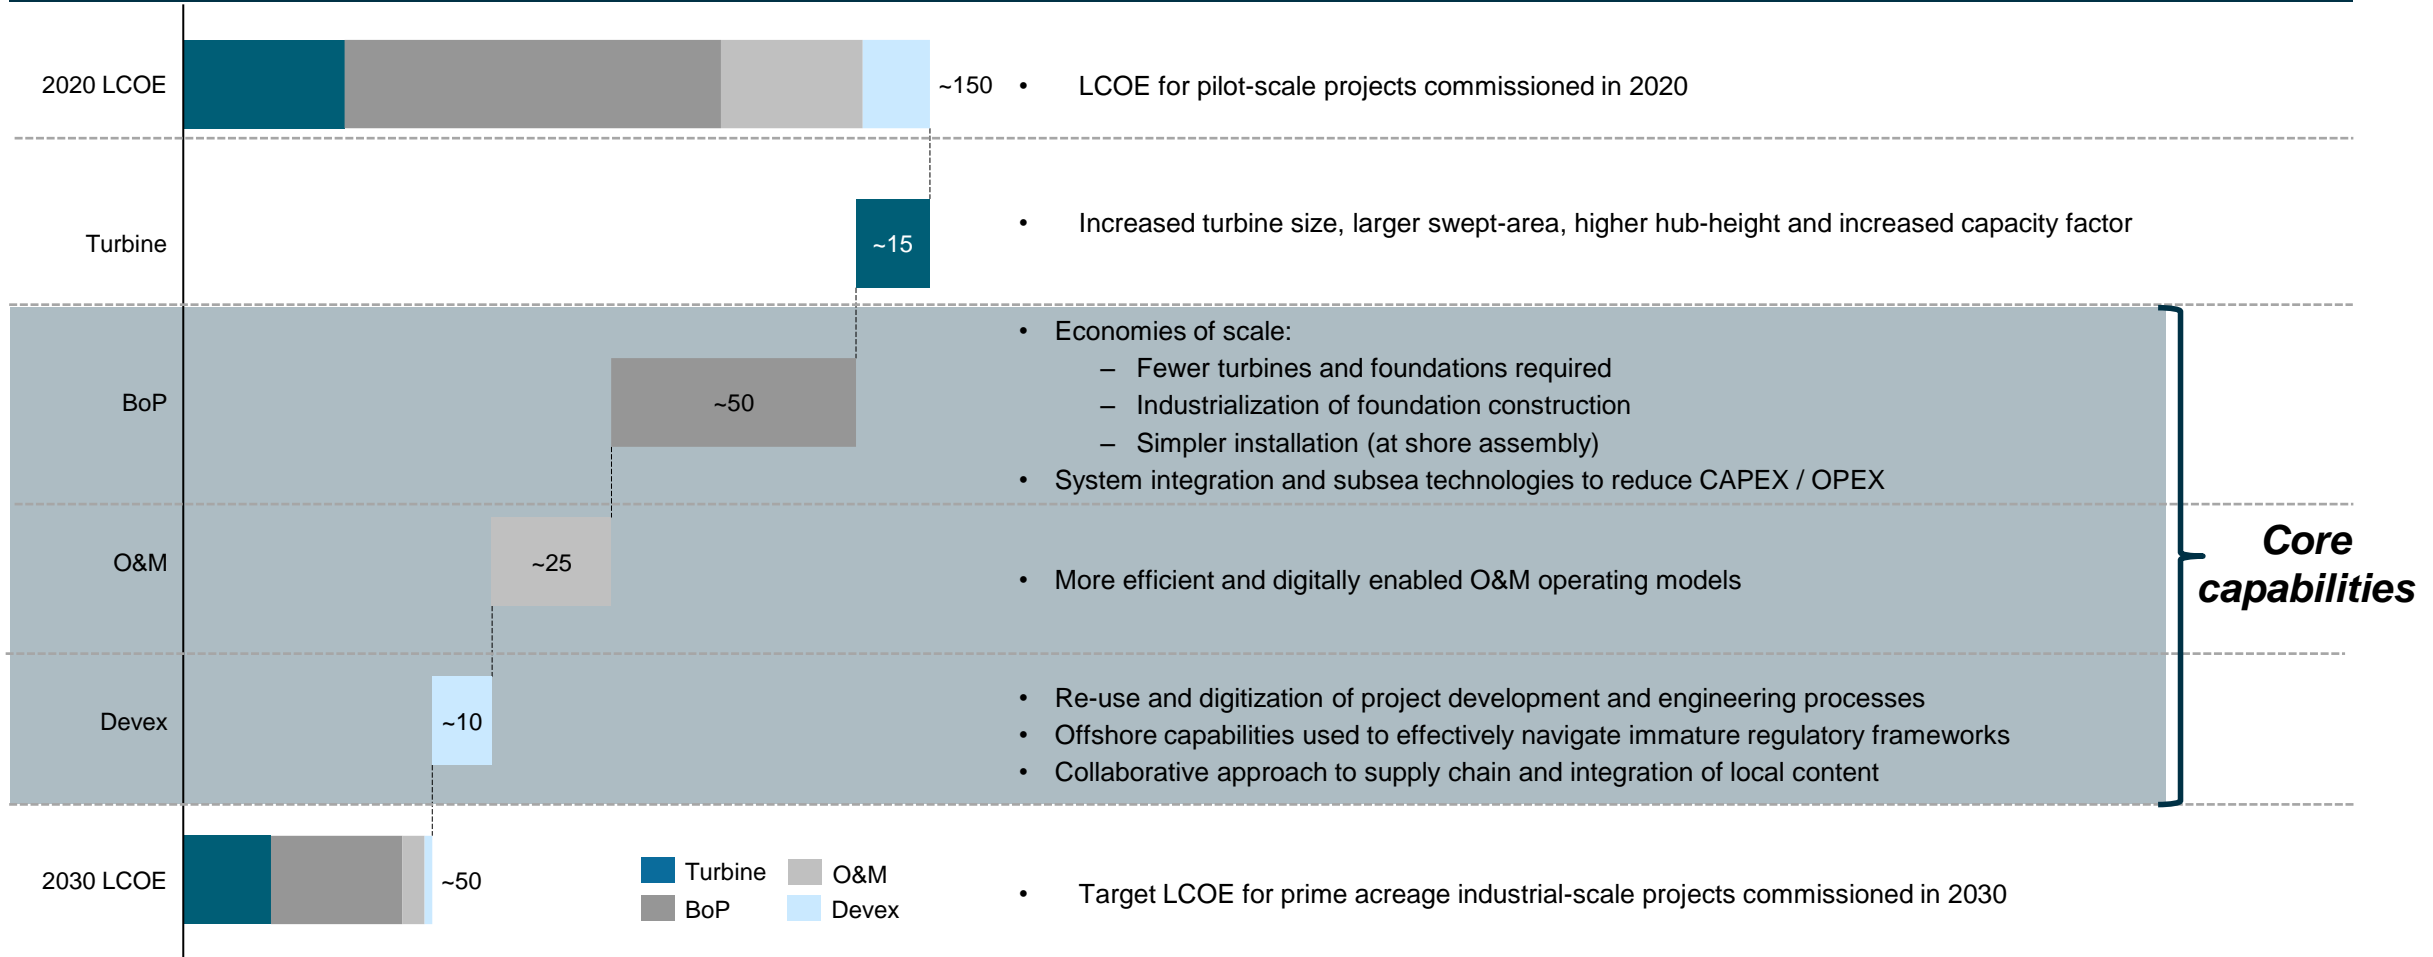 2020 LCOE
~150
• LCOE for pilot-scale projects commissioned in 2020
Turbine
~15
• Increased turbine size, larger swept-area, higher hub-height and increased capacity factor
BoP
~50
• Economies of scale:
– Fewer turbines and foundations required
– Industrialization of foundation construction
– Simpler installation (at shore assembly)
• System integration and subsea technologies to reduce CAPEX / OPEX
O&M
~25
• More efficient and digitally enabled O&M operating models
Core
capabilities
Devex
~10
• Re-use and digitization of project development and engineering processes
• Offshore capabilities used to effectively navigate immature regulatory frameworks
• Collaborative approach to supply chain and integration of local content
2030 LCOE
~50
Turbine
O&M
BoP
Devex
• Target LCOE for prime acreage industrial-scale projects commissioned in 2030